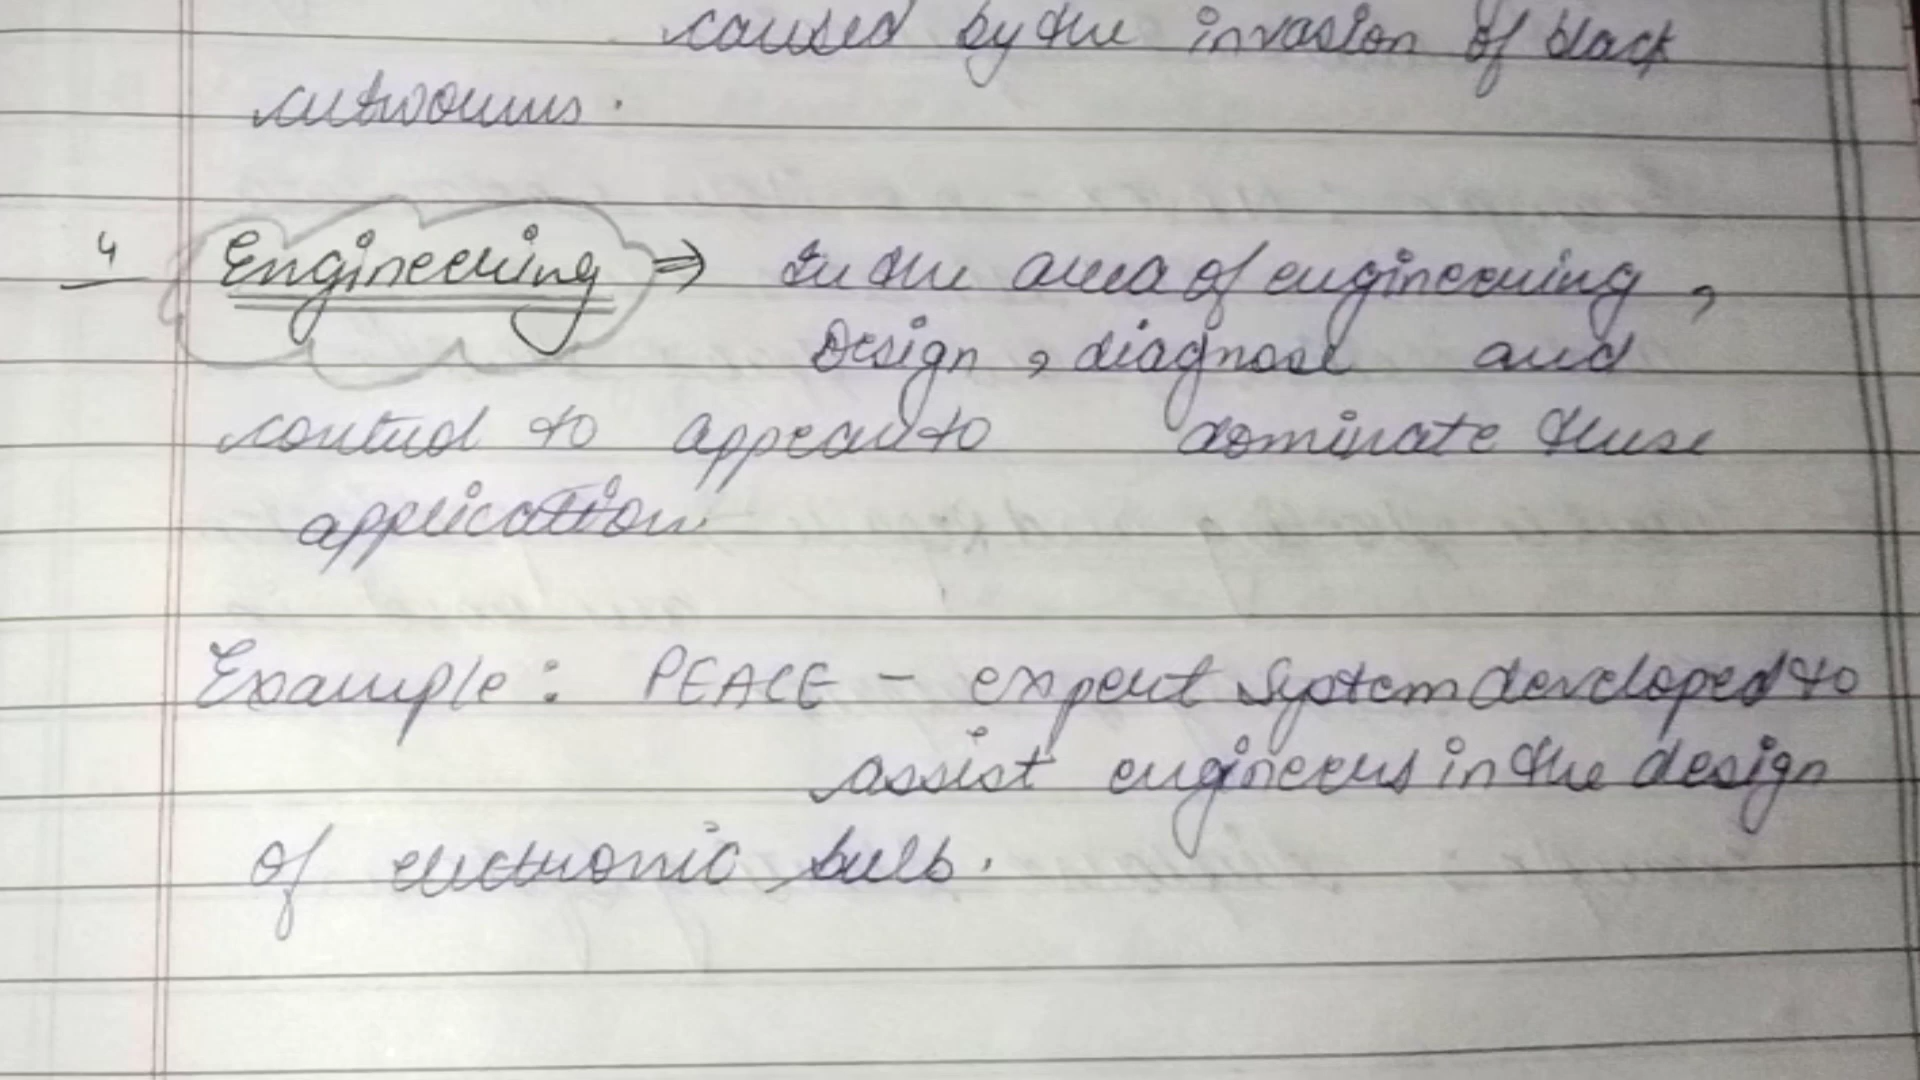 caused by the invasion of black
cutworms.
4 Engineering ⇒ In the area of engineering,
Design, diagnose and
control to appear to dominate these
application.
Example: PEACE - expert system developed to
assist engineers in the design
of electronic bulb.